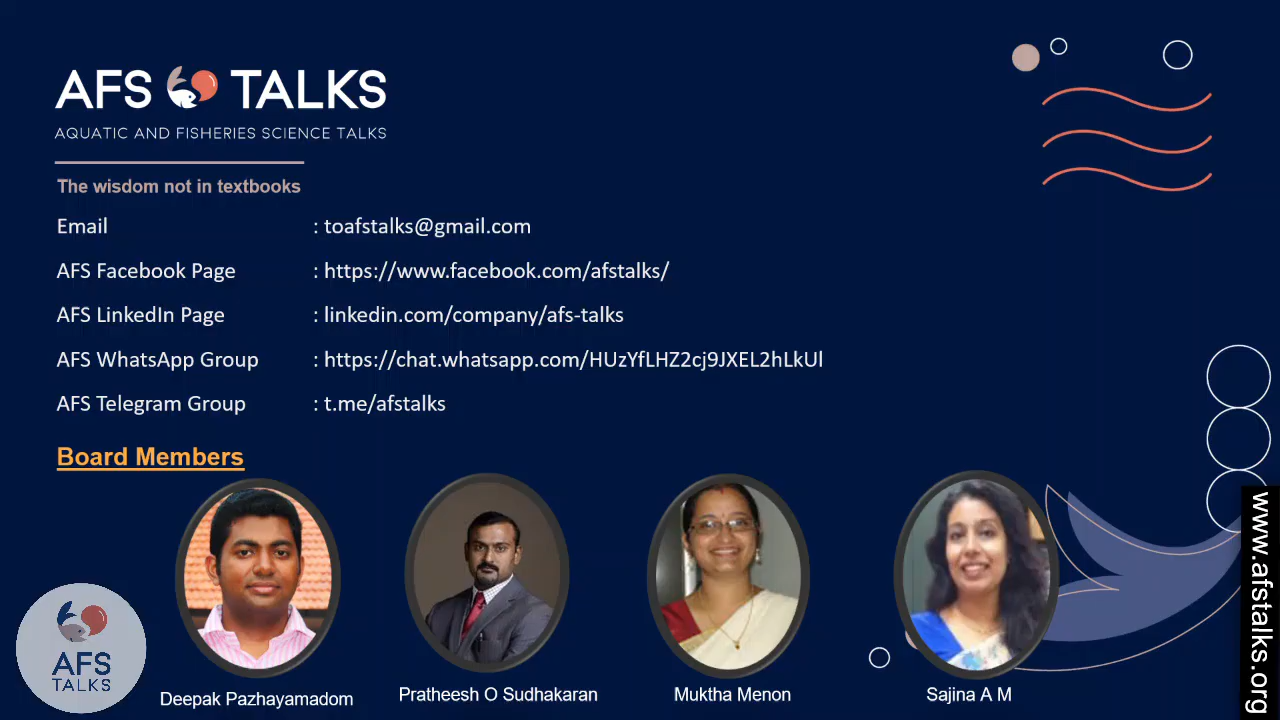 AFS TALKS
AQUATIC AND FISHERIES SCIENCE TALKS
The wisdom not in textbooks
Email : toafstalks@gmail.com
AFS Facebook Page : https://www.facebook.com/afstalks/
AFS LinkedIn Page : linkedin.com/company/afs-talks
AFS WhatsApp Group : https://chat.whatsapp.com/HUzYfLHZ2cj9JXEL2hLkUl
AFS Telegram Group : t.me/afstalks
Board Members
Deepak Pazhayamadom
Pratheesh O Sudhakaran
Muktha Menon
Sajina A M
AFS
TALKS
www.afstalks.org